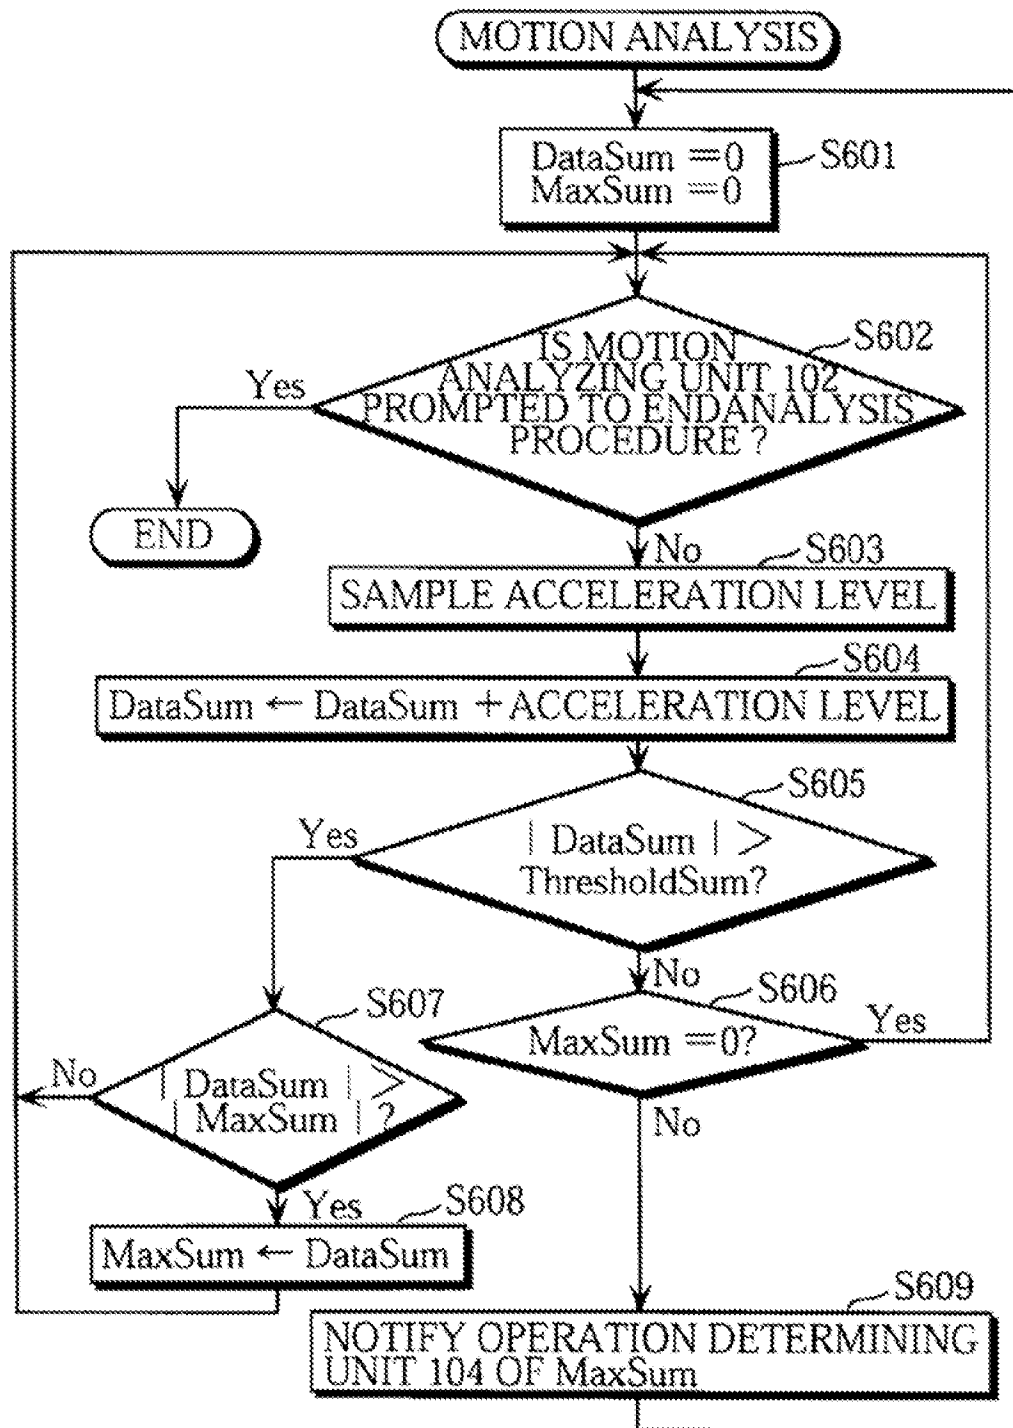 MOTION ANALYSIS
DataSum =0
MaxSum =0
S601
IS MOTION
ANALYZING UNIT 102
PROMPTED TO ENDANALYSIS
PROCEDURE ?
S602
Yes
END
No
S603
SAMPLE ACCELERATION LEVEL
S604
DataSum ← DataSum +ACCELERATION LEVEL
S605
Yes
| DataSum | >
ThresholdSum?
No
S606
MaxSum =0?
Yes
S607
No
| DataSum | >
| MaxSum | ?
No
Yes
S608
MaxSum ← DataSum
S609
NOTIFY OPERATION DETERMINING
UNIT 104 OF MaxSum